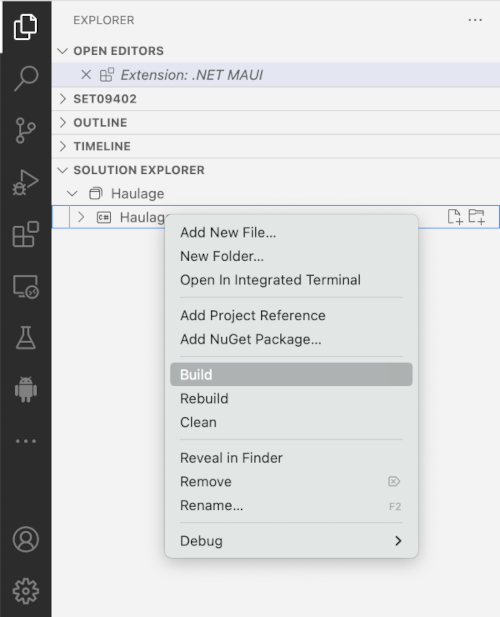 EXPLORER
OPEN EDITORS
Extension: .NET MAUI
SET09402
OUTLINE
TIMELINE
SOLUTION EXPLORER
Haulage
C# Haulage
Add New File...
New Folder...
Open In Integrated Terminal
Add Project Reference
Add NuGet Package...
Build
Rebuild
Clean
Reveal in Finder
Remove
Rename... F2
Debug